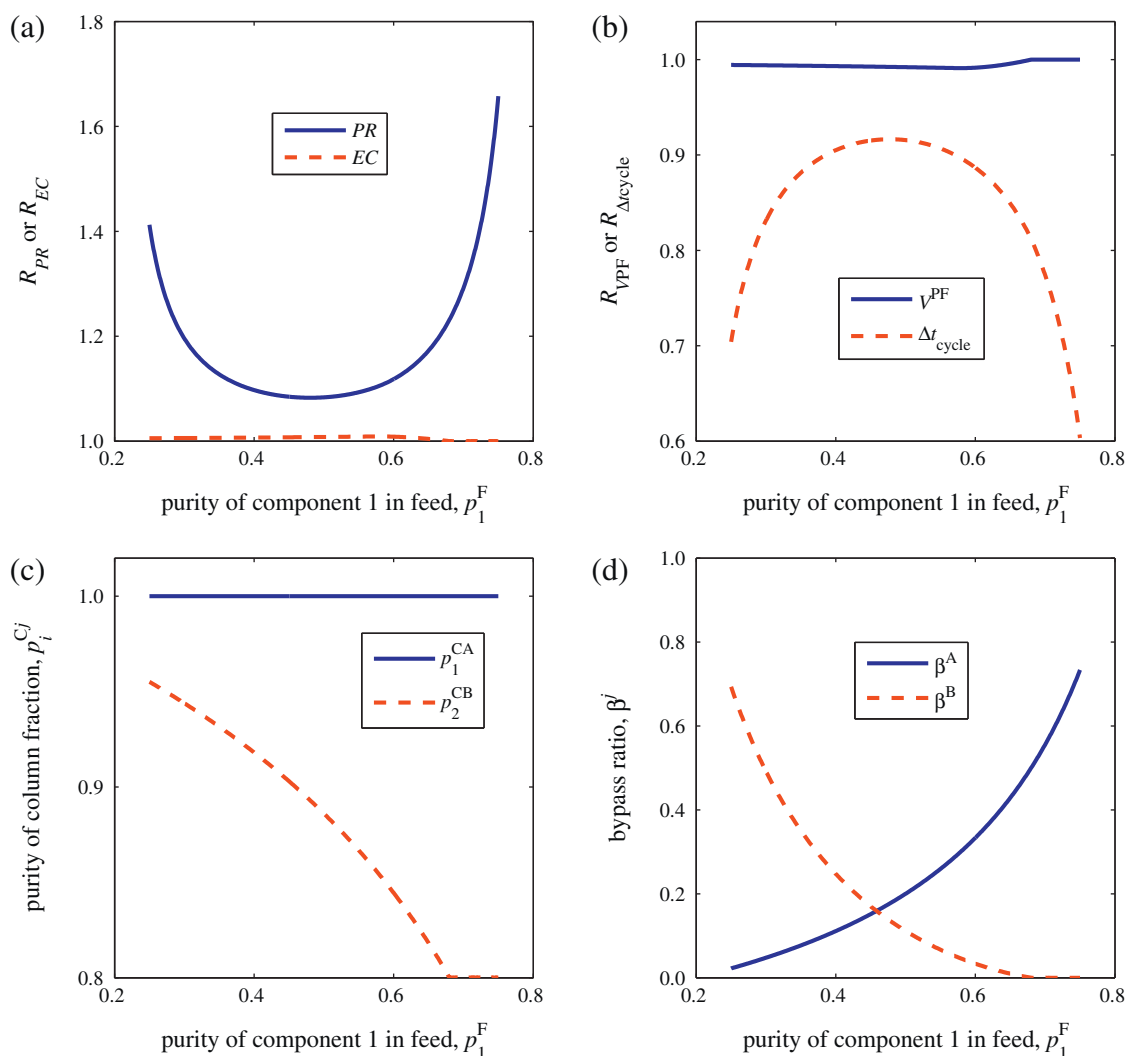 (a)
1.8
1.6
1.4
1.2
1.0
0.2 0.4 0.6 0.8
R_PR or R_EC
PR
EC
purity of component 1 in feed, p_1^F
(b)
1.0
0.9
0.8
0.7
0.6
0.2 0.4 0.6 0.8
R_VPF or R_Δtcycle
V^PF
Δt_cycle
purity of component 1 in feed, p_1^F
(c)
1.0
0.9
0.8
0.2 0.4 0.6 0.8
purity of column fraction, p_i^Cj
p_1^CA
p_2^CB
purity of component 1 in feed, p_1^F
(d)
1.0
0.8
0.6
0.4
0.2
0.0
0.2 0.4 0.6 0.8
bypass ratio, β^j
β^A
β^B
purity of component 1 in feed, p_1^F